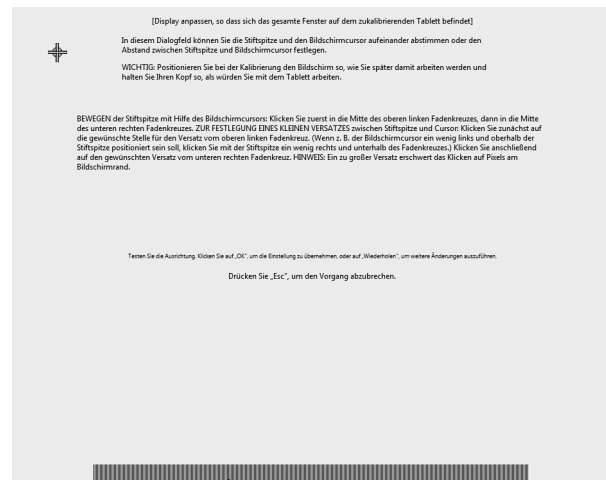 [Display anpassen, so dass sich das gesamte Fenster auf dem zukalibrierenden Tablett befindet]
In diesem Dialogfeld können Sie die Stiftspitze und den Bildschirmcursor aufeinander abstimmen oder den
Abstand zwischen Stiftspitze und Bildschirmcursor festlegen.
WICHTIG: Positionieren Sie bei der Kalibrierung den Bildschirm so, wie Sie später damit arbeiten werden und
halten Sie Ihren Kopf so, als würden Sie mit dem Tablett arbeiten.
BEWEGEN der Stiftspitze mit Hilfe des Bildschirmcursors: Klicken Sie zuerst in die Mitte des oberen linken Fadenkreuzes, dann in die Mitte
des unteren rechten Fadenkreuzes. ZUR FESTLEGUNG EINES KLEINEN VERSATZES zwischen Stiftspitze und Cursor: Klicken Sie zunächst auf
die gewünschte Stelle für den Versatz vom oberen linken Fadenkreuz. (Wenn z. B. der Bildschirmcursor ein wenig links und oberhalb der
Stiftspitze positioniert sein soll, klicken Sie mit der Stiftspitze ein wenig rechts und unterhalb des Fadenkreuzes.) Klicken Sie anschließend
auf den gewünschten Versatz vom unteren rechten Fadenkreuz. HINWEIS: Ein zu großer Versatz erschwert das Klicken auf Pixels am
Bildschirmrand.
Testen Sie die Ausrichtung. Klicken Sie auf „OK", um die Einstellung zu übernehmen, oder auf „Wiederholen", um weitere Änderungen auszuführen.
Drücken Sie „Esc", um den Vorgang abzubrechen.